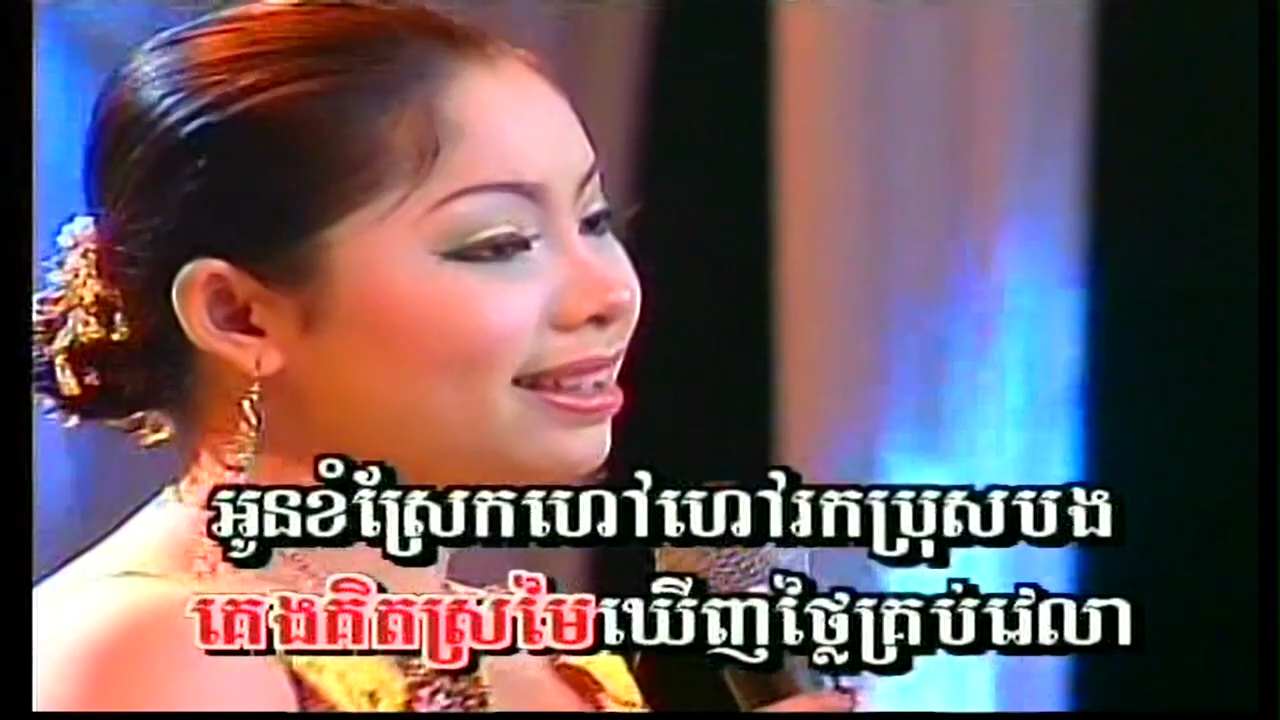 អូនខំស្រែកហៅហៅរកប្រុសបង
គេងគិតស្រមៃឃើញថ្លៃគ្រប់វេលា